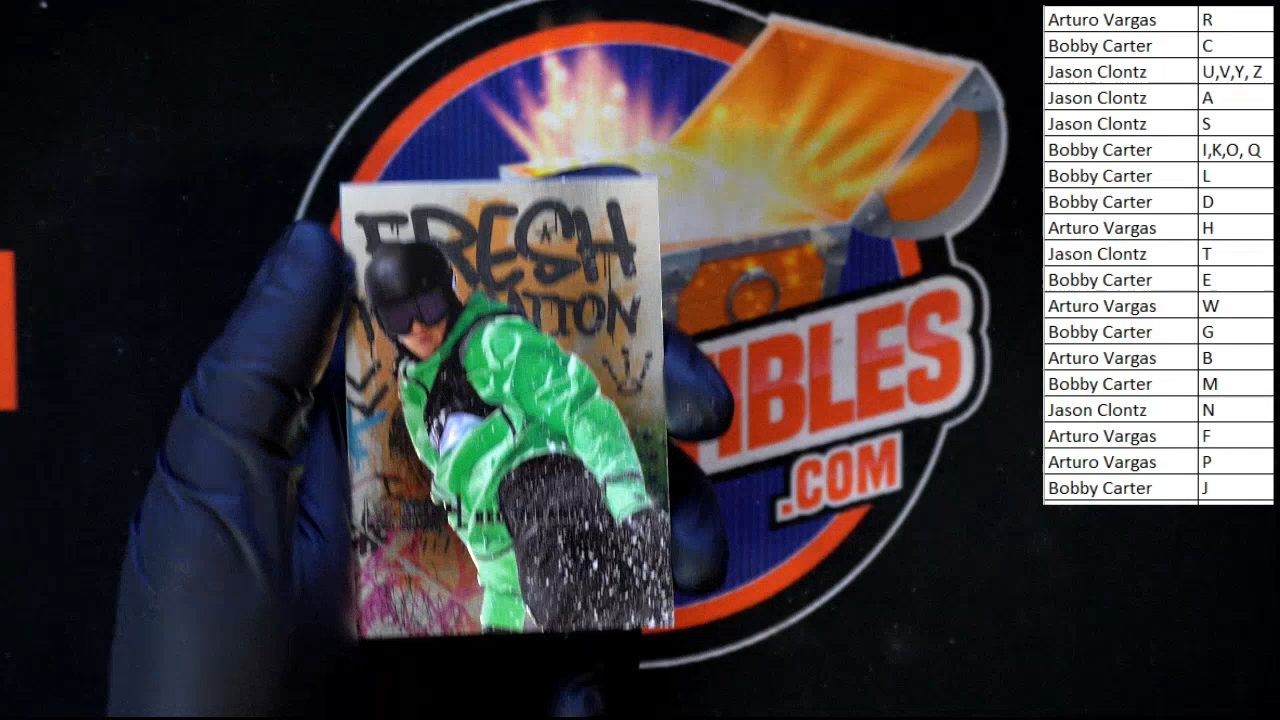 FRESH
IBLES
.COM
Arturo Vargas R
Bobby Carter C
Jason Clontz U,V,Y, Z
Jason Clontz A
Jason Clontz S
Bobby Carter I,K,O, Q
Bobby Carter L
Bobby Carter D
Arturo Vargas H
Jason Clontz T
Bobby Carter E
Arturo Vargas W
Bobby Carter G
Arturo Vargas B
Bobby Carter M
Jason Clontz N
Arturo Vargas F
Arturo Vargas P
Bobby Carter J